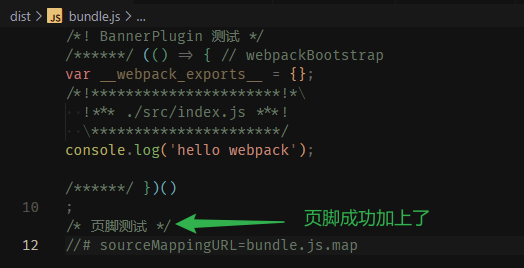 dist > JS bundle.js > ...
/*! BannerPlugin 测试 */
/******/ (() => { // webpackBootstrap
var __webpack_exports__ = {};
/*!**********************!*\
  !*** ./src/index.js ***!
  \**********************/
console.log('hello webpack');
/******/ })()
10 ;
/* 页脚测试 */ 页脚成功加上了
12 //# sourceMappingURL=bundle.js.map